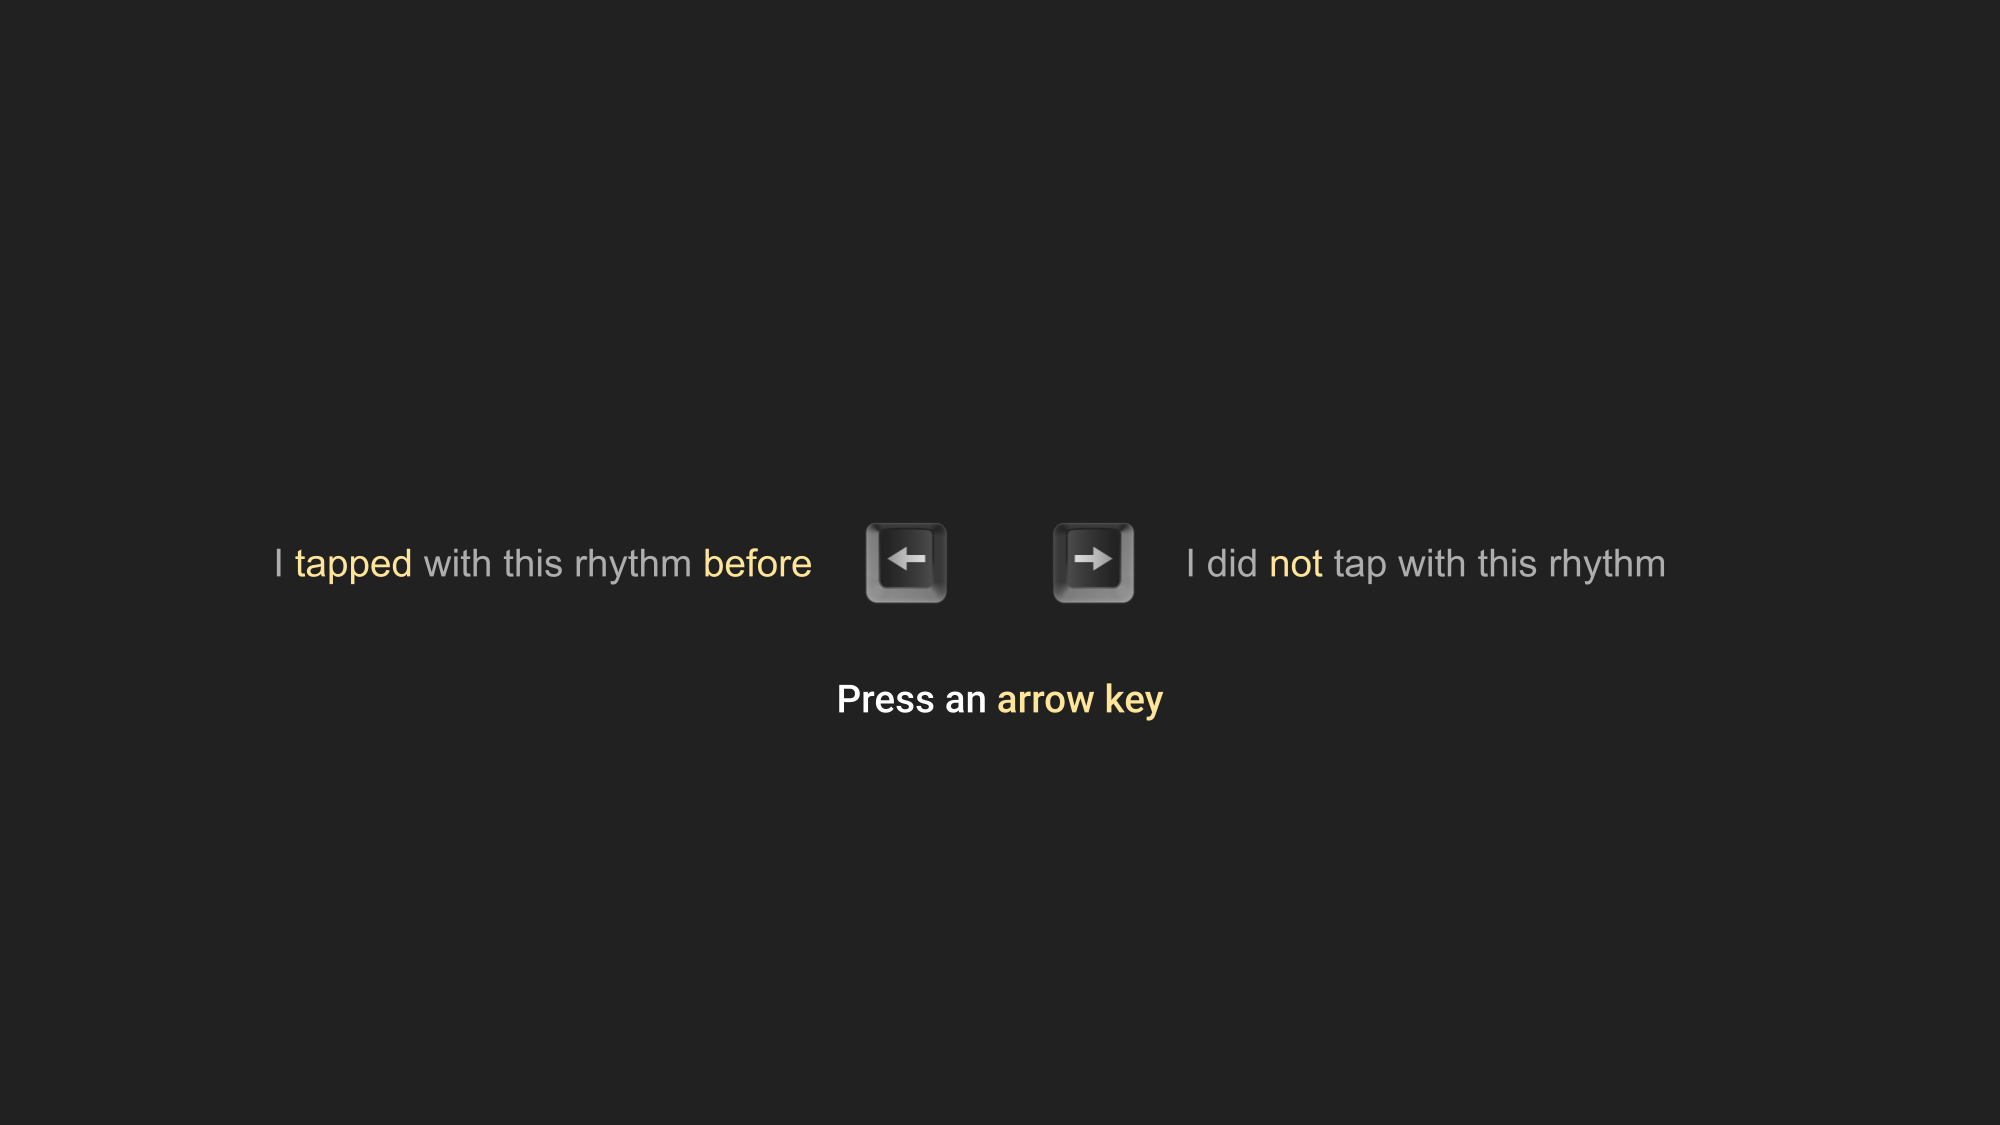 I tapped with this rhythm before
I did not tap with this rhythm
Press an arrow key